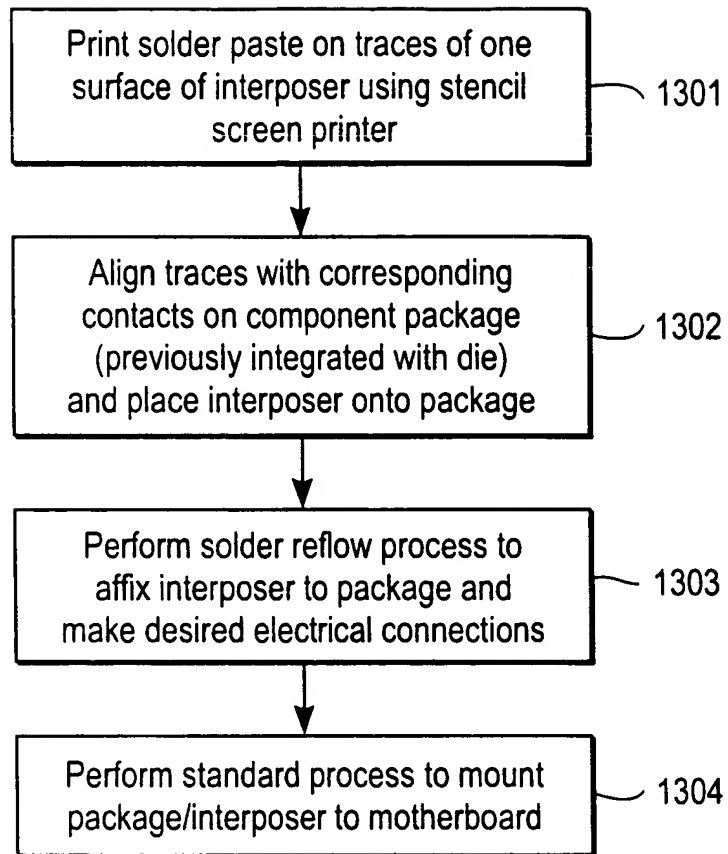 Print solder paste on traces of one
surface of interposer using stencil
screen printer
1301
Align traces with corresponding
contacts on component package
(previously integrated with die)
and place interposer onto package
1302
Perform solder reflow process to
affix interposer to package and
make desired electrical connections
1303
Perform standard process to mount
package/interposer to motherboard
1304